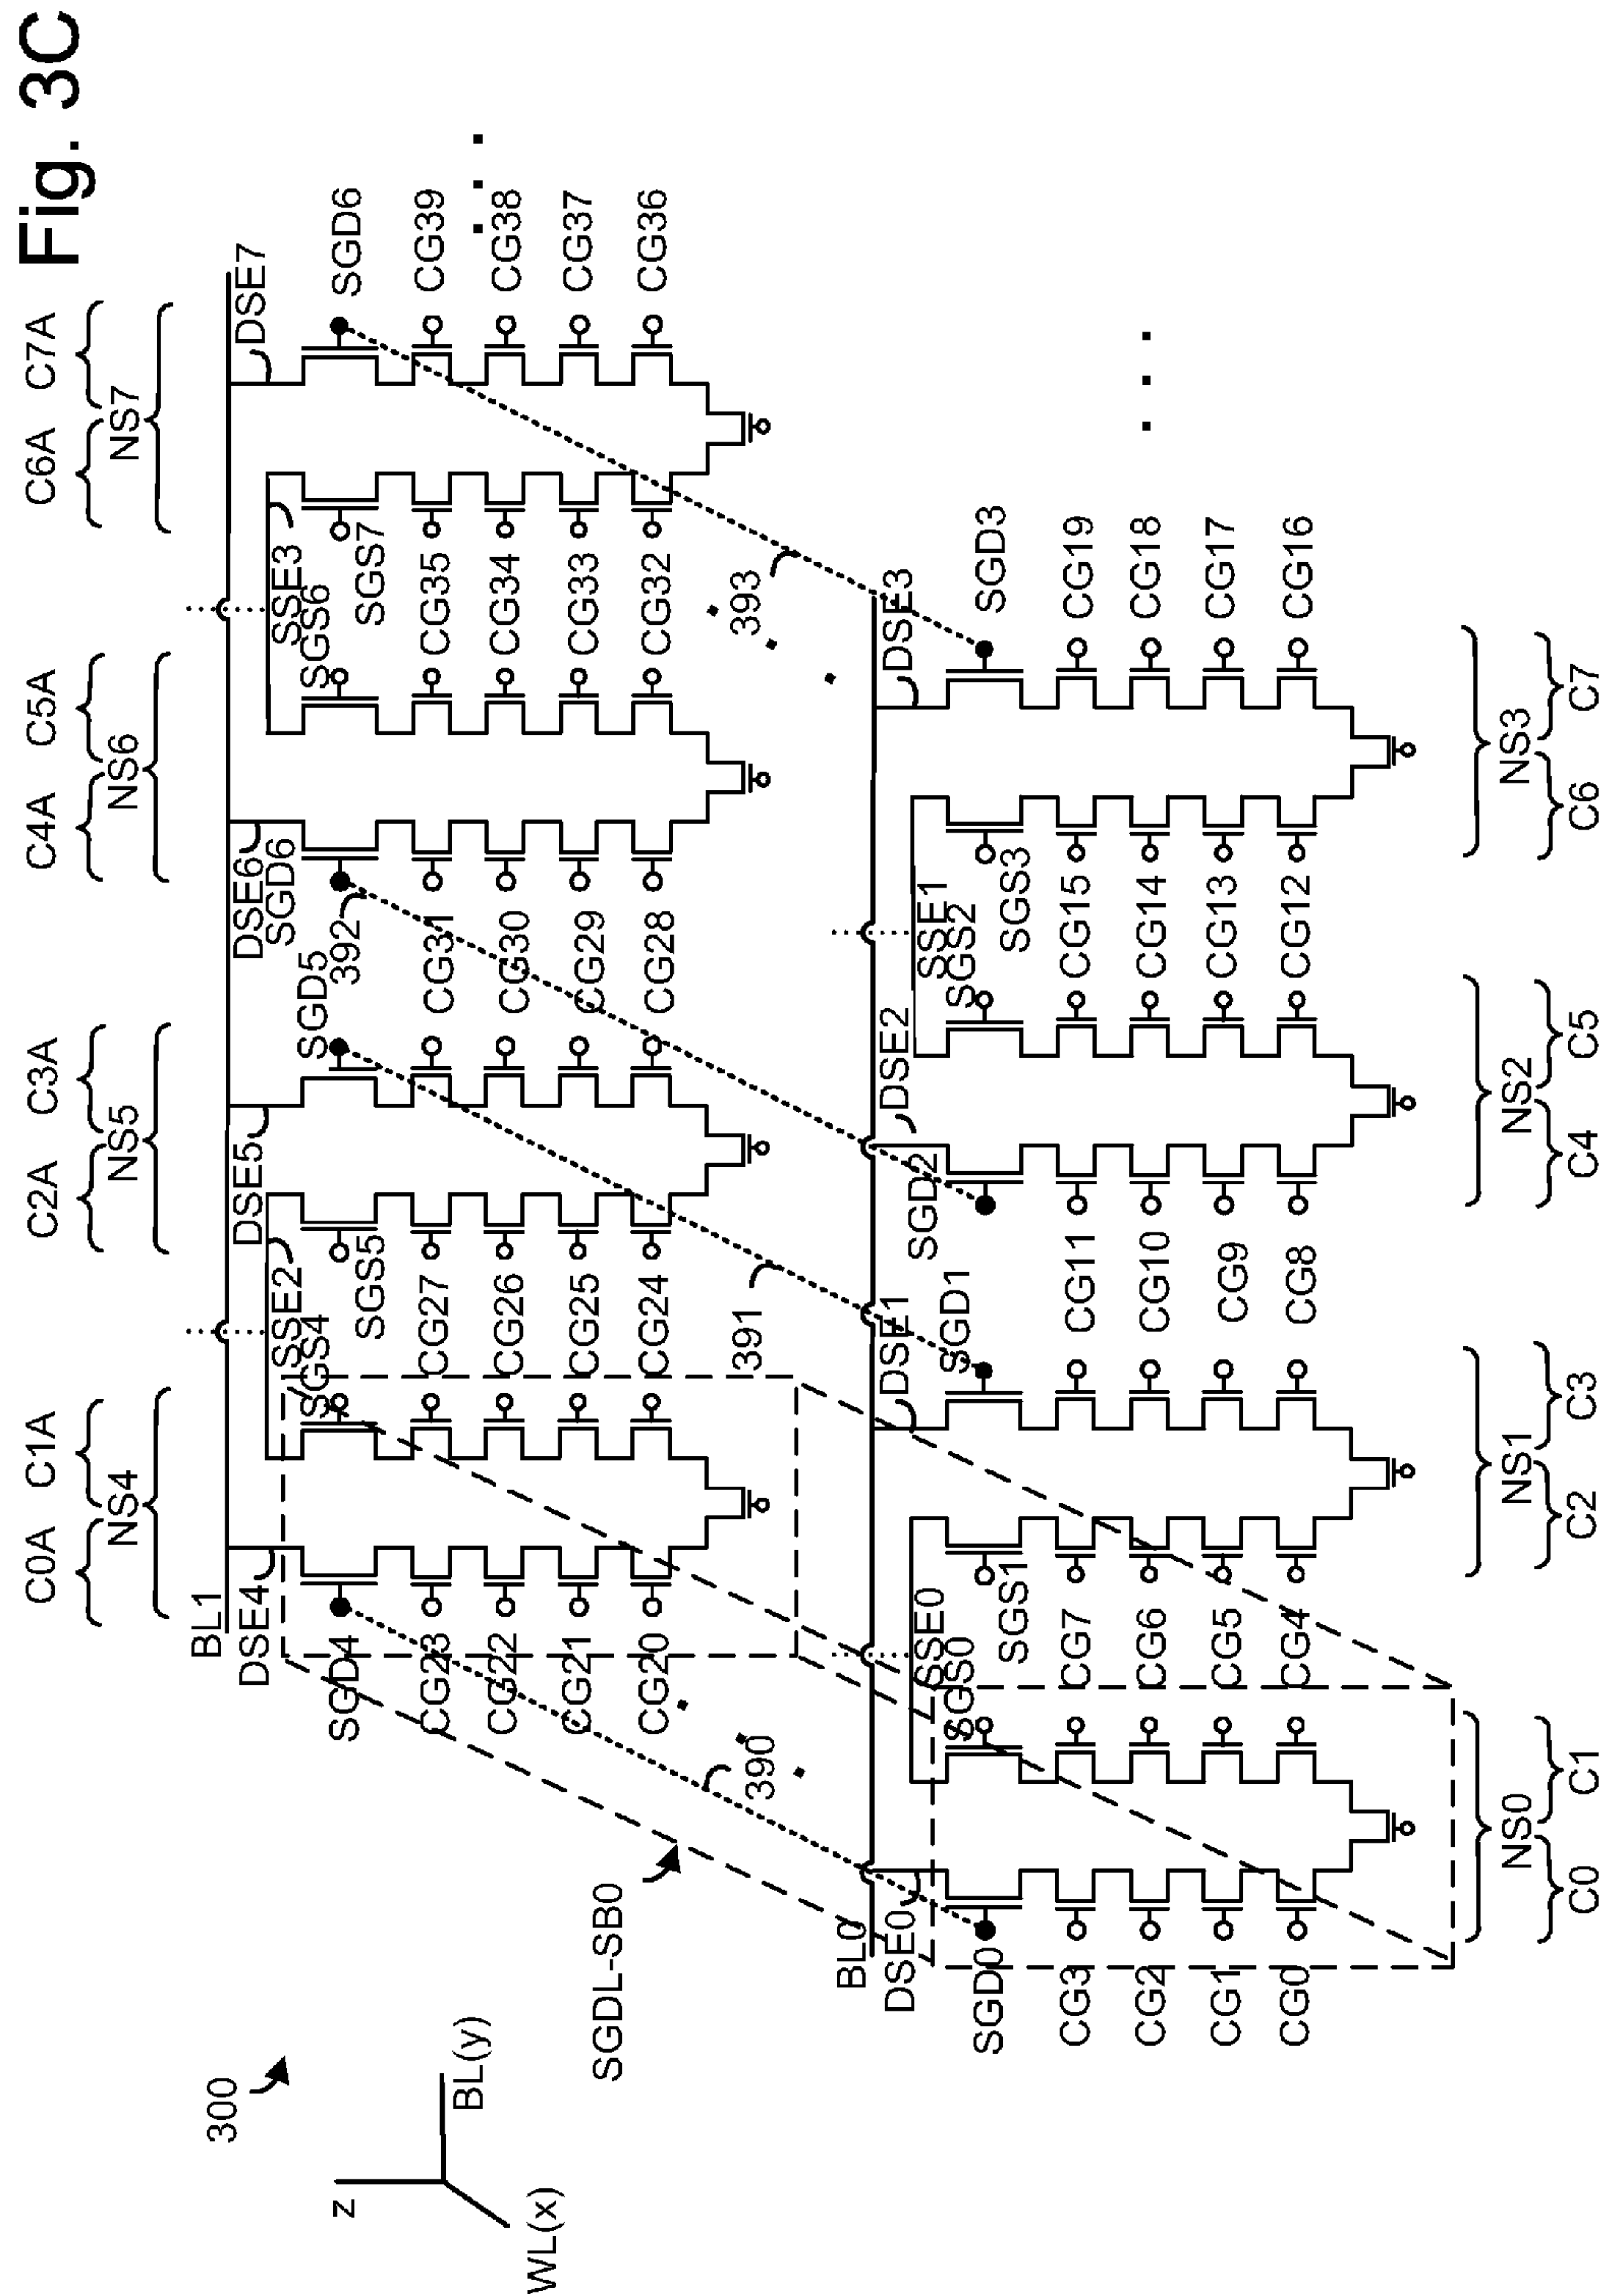 Fig. 3C
300
z
BL(y)
WL(x)
SGDL-SB0
C0A C1A C2A C3A C4A C5A C6A C7A
NS4 NS5 NS6 NS7
BL1
DSE4 DSE5 DSE6 DSE7
SSE2 SSE3
SGD4 SGS4 SGS5 SGD5 SGD6 SGS6 SGS7 SGD6
392
CG23 CG27 CG31 CG35 CG39
CG22 CG26 CG30 CG34 CG38
CG21 CG25 CG29 CG33 CG37
CG20 CG24 CG28 CG32 CG36
390 391 393
BL0
DSE0 DSE1 DSE2 DSE3
SSE0 SSE1
SGD0 SGS0 SGS1 SGD1 SGD2 SGS2 SGS3 SGD3
CG3 CG7 CG11 CG15 CG19
CG2 CG6 CG10 CG14 CG18
CG1 CG5 CG9 CG13 CG17
CG0 CG4 CG8 CG12 CG16
NS0 NS1 NS2 NS3
C0 C1 C2 C3 C4 C5 C6 C7